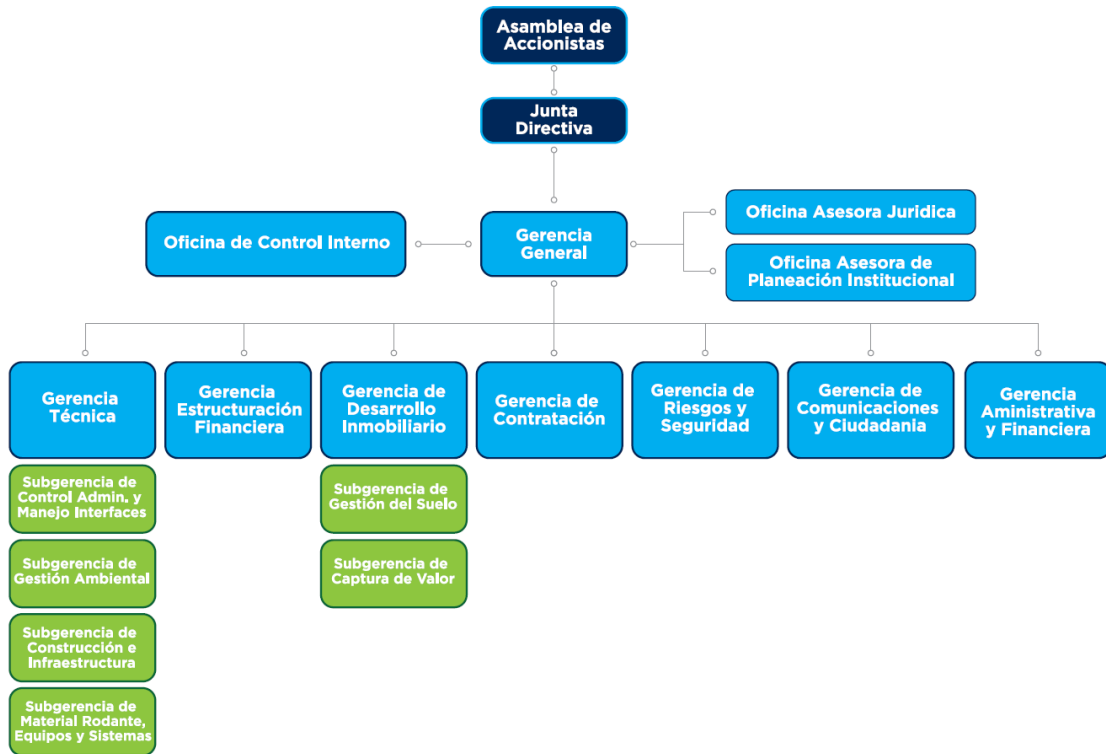 Asamblea de
Accionistas
Junta
Directiva
Oficina de Control Interno
Gerencia
General
Oficina Asesora Juridica
Oficina Asesora de
Planeación Institucional
Gerencia
Técnica
Gerencia
Estructuración
Financiera
Gerencia de
Desarrollo
Inmobiliario
Gerencia de
Contratación
Gerencia de
Riesgos y
Seguridad
Gerencia de
Comunicaciones
y Ciudadania
Gerencia
Aministrativa
y Financiera
Subgerencia de
Control Admin. y
Manejo Interfaces
Subgerencia de
Gestión Ambiental
Subgerencia de
Construcción e
Infraestructura
Subgerencia de
Material Rodante,
Equipos y Sistemas
Subgerencia de
Gestión del Suelo
Subgerencia de
Captura de Valor